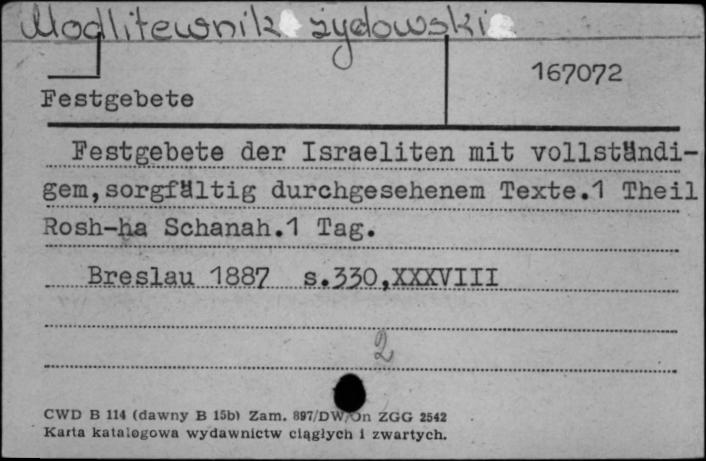 Modlitewnik żydowski
167072
Festgebete
Festgebete der Israeliten mit vollständi-
gem, sorgfältig durchgesehenem Texte.1 Theil
Rosh-ha Schanah.1 Tag.
Breslau 1887 s.330,XXXVIII
2
CWD B 114 (dawny B 15b) Zam. 897/DW/On ZGG 2542
Karta katalogowa wydawnictw ciągłych i zwartych.